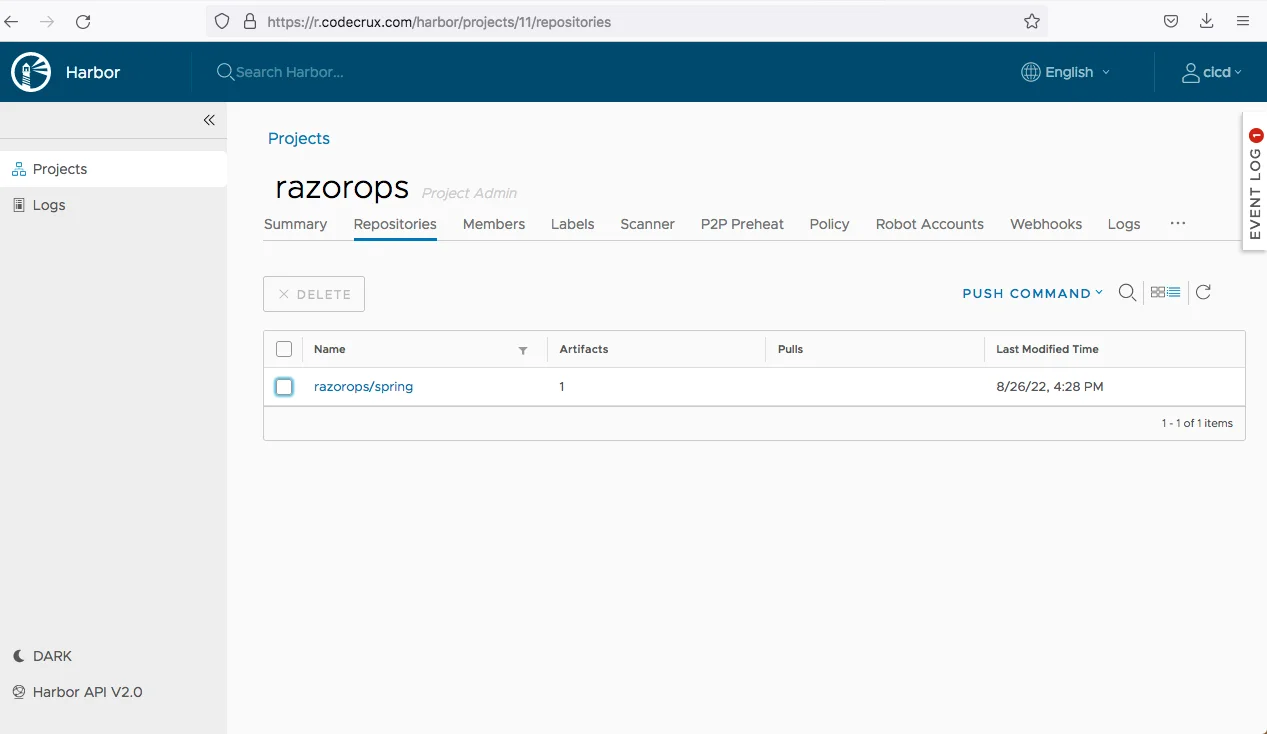 https://r.codecrux.com/harbor/projects/11/repositories
Harbor
Search Harbor...
English
cicd
Projects
Logs
DARK
Harbor API V2.0
Projects
razorops Project Admin
Summary Repositories Members Labels Scanner P2P Preheat Policy Robot Accounts Webhooks Logs ...
EVENT LOG 1
DELETE
PUSH COMMAND
Name Artifacts Pulls Last Modified Time
razorops/spring 1 8/26/22, 4:28 PM
1 - 1 of 1 items